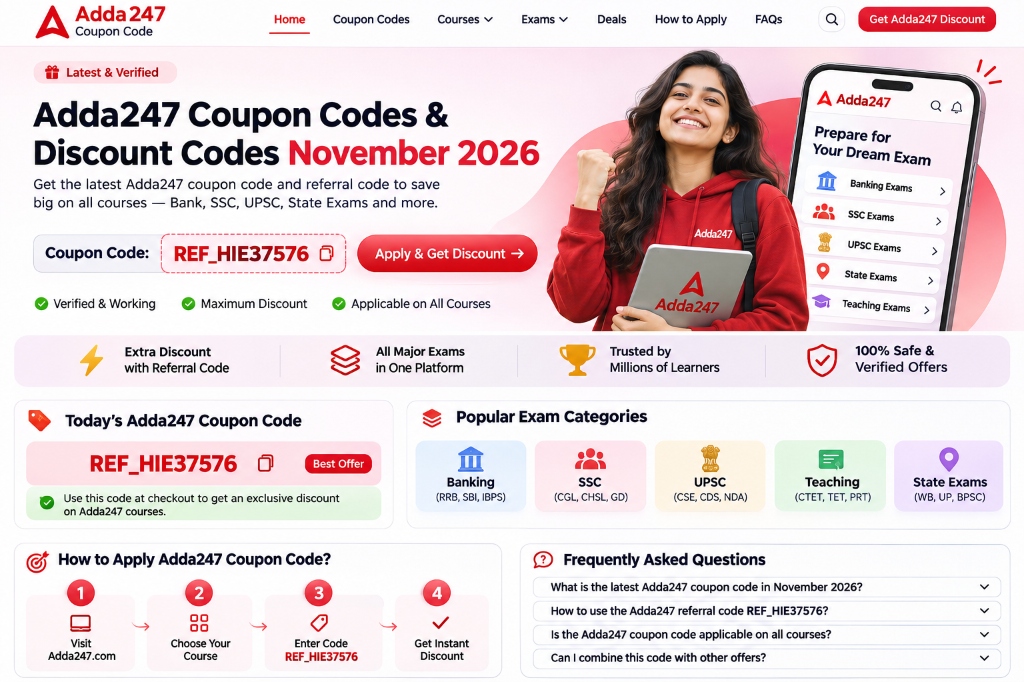 Adda247
Coupon Code
Home
Coupon Codes
Courses
Exams
Deals
How to Apply
FAQs
Get Adda247 Discount
Latest & Verified
Adda247 Coupon Codes &
Discount Codes November 2026
Get the latest Adda247 coupon code and referral code to save
big on all courses — Bank, SSC, UPSC, State Exams and more.
Coupon Code: REF_HIE37576
Apply & Get Discount →
Verified & Working
Maximum Discount
Applicable on All Courses
Adda247
Adda247
Adda247
Prepare for
Your Dream Exam
Banking Exams
SSC Exams
UPSC Exams
State Exams
Teaching Exams
Extra Discount
with Referral Code
All Major Exams
in One Platform
Trusted by
Millions of Learners
100% Safe &
Verified Offers
Today's Adda247 Coupon Code
REF_HIE37576
Best Offer
Use this code at checkout to get an exclusive discount
on Adda247 courses.
Popular Exam Categories
Banking
(RRB, SBI, IBPS)
SSC
(CGL, CHSL, GD)
UPSC
(CSE, CDS, NDA)
Teaching
(CTET, TET, PRT)
State Exams
(WB, UP, BPSC)
How to Apply Adda247 Coupon Code?
1
Visit
Adda247.com
2
Choose Your
Course
3
Enter Code
REF_HIE37576
4
Get Instant
Discount
Frequently Asked Questions
What is the latest Adda247 coupon code in November 2026?
How to use the Adda247 referral code REF_HIE37576?
Is the Adda247 coupon code applicable on all courses?
Can I combine this code with other offers?